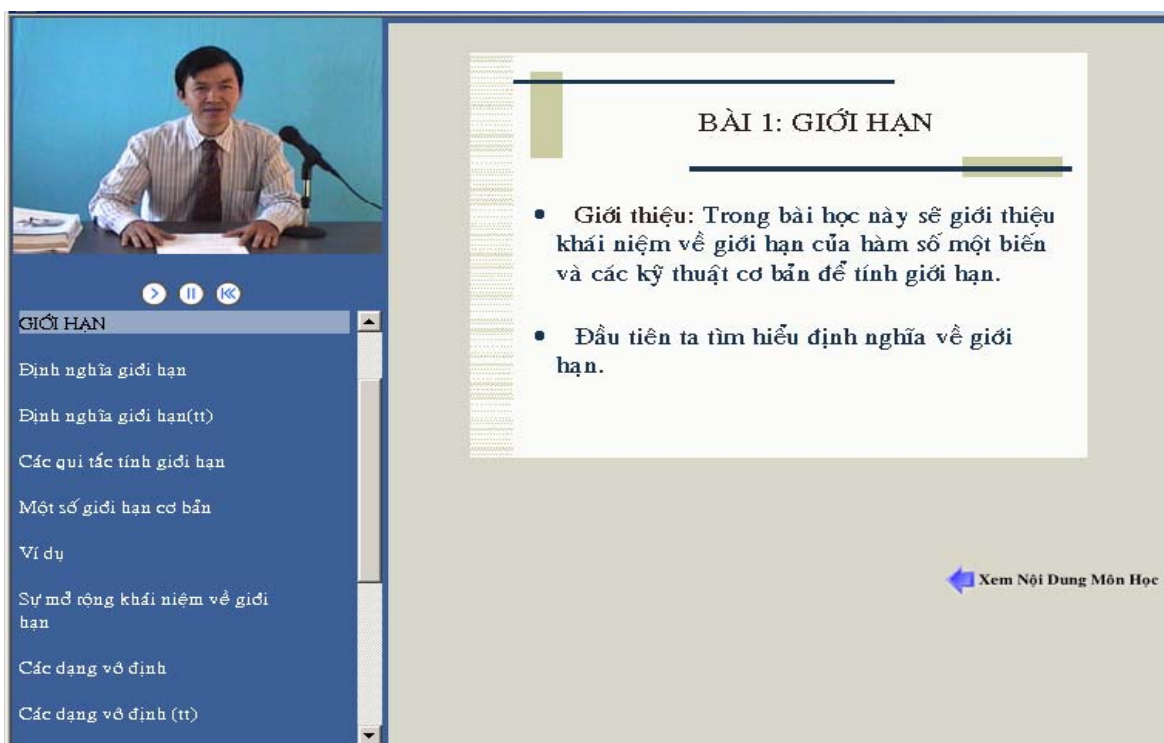 GIỚI HẠN
Định nghĩa giới hạn
Định nghĩa giới hạn(tt)
Các qui tắc tính giới hạn
Một số giới hạn cơ bản
Ví dụ
Sự mở rộng khái niệm về giới
hạn
Các dạng vô định
Các dạng vô định (tt)
BÀI 1: GIỚI HẠN
• Giới thiệu: Trong bài học này sẽ giới thiệu
khái niệm về giới hạn của hàm số một biến
và các kỹ thuật cơ bản để tính giới hạn.
• Đầu tiên ta tìm hiểu định nghĩa về giới
hạn.
Xem Nội Dung Môn Học